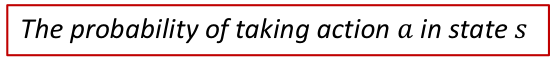 The probability of taking action a in state s